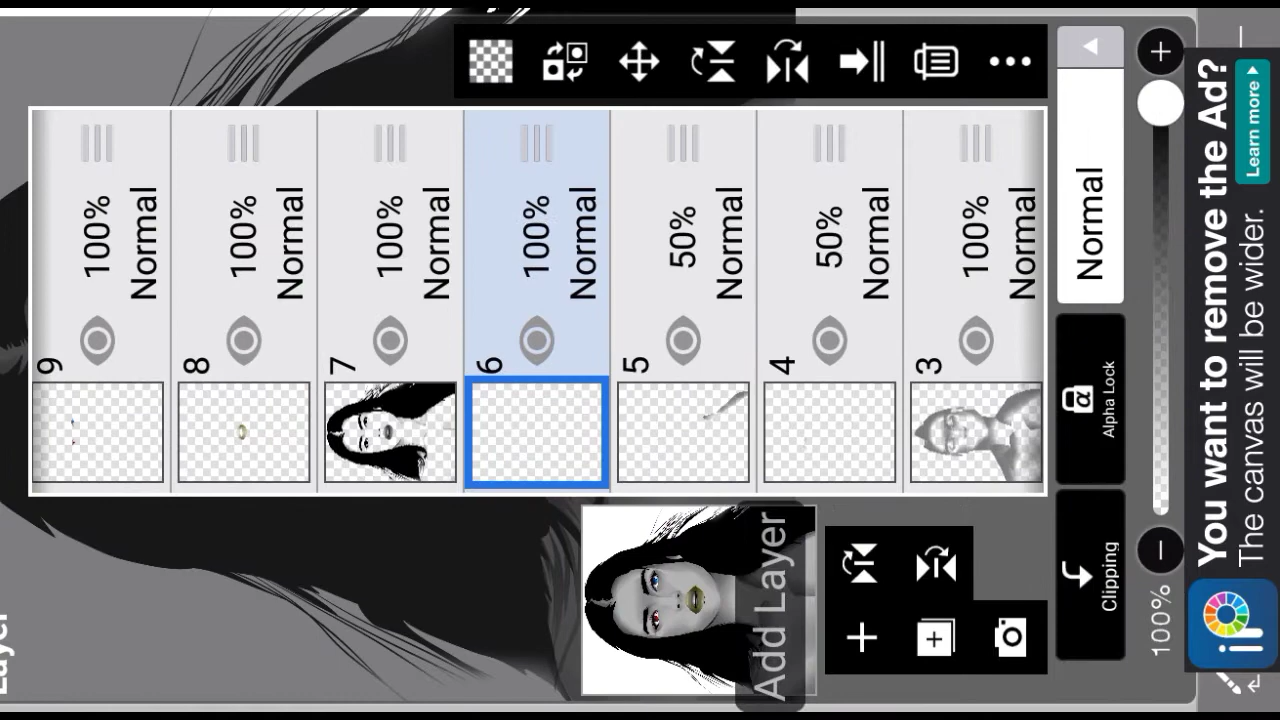 Layer
9
100%
Normal
8
100%
Normal
7
100%
Normal
6
100%
Normal
5
50%
Normal
4
50%
Normal
3
100%
Normal
Add Layer
Clipping
α
Alpha Lock
Normal
100%
You want to remove the Ad?
The canvas will be wider.
Learn more